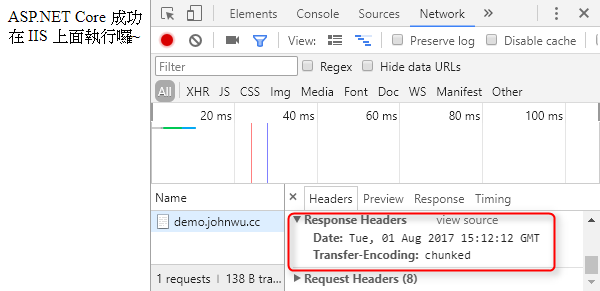 ASP.NET Core 成功
在 IIS 上面執行囉~
Elements Console Sources Network »
View: Preserve log Disable cache
Filter Regex Hide data URLs
All XHR JS CSS Img Media Font Doc WS Manifest Other
20 ms 40 ms 60 ms 80 ms 100 ms
Name × Headers Preview Response Timing
demo.johnwu.cc
▼Response Headers view source
Date: Tue, 01 Aug 2017 15:12:12 GMT
Transfer-Encoding: chunked
1 requests | 138 B tra... ▶Request Headers (8)